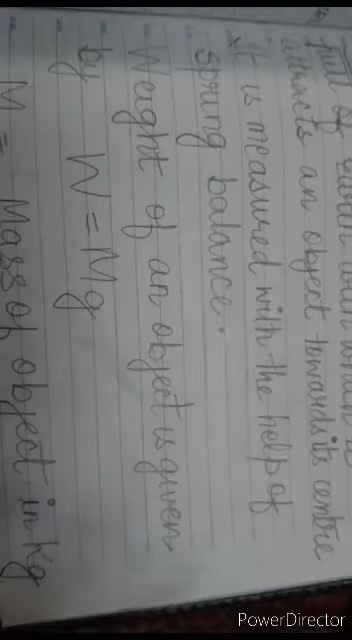 attracts an object towards its centre
It is measured with the help of
spring balance.
Weight of an object is given
by W = Mg
M = Mass of object in Kg
PowerDirector